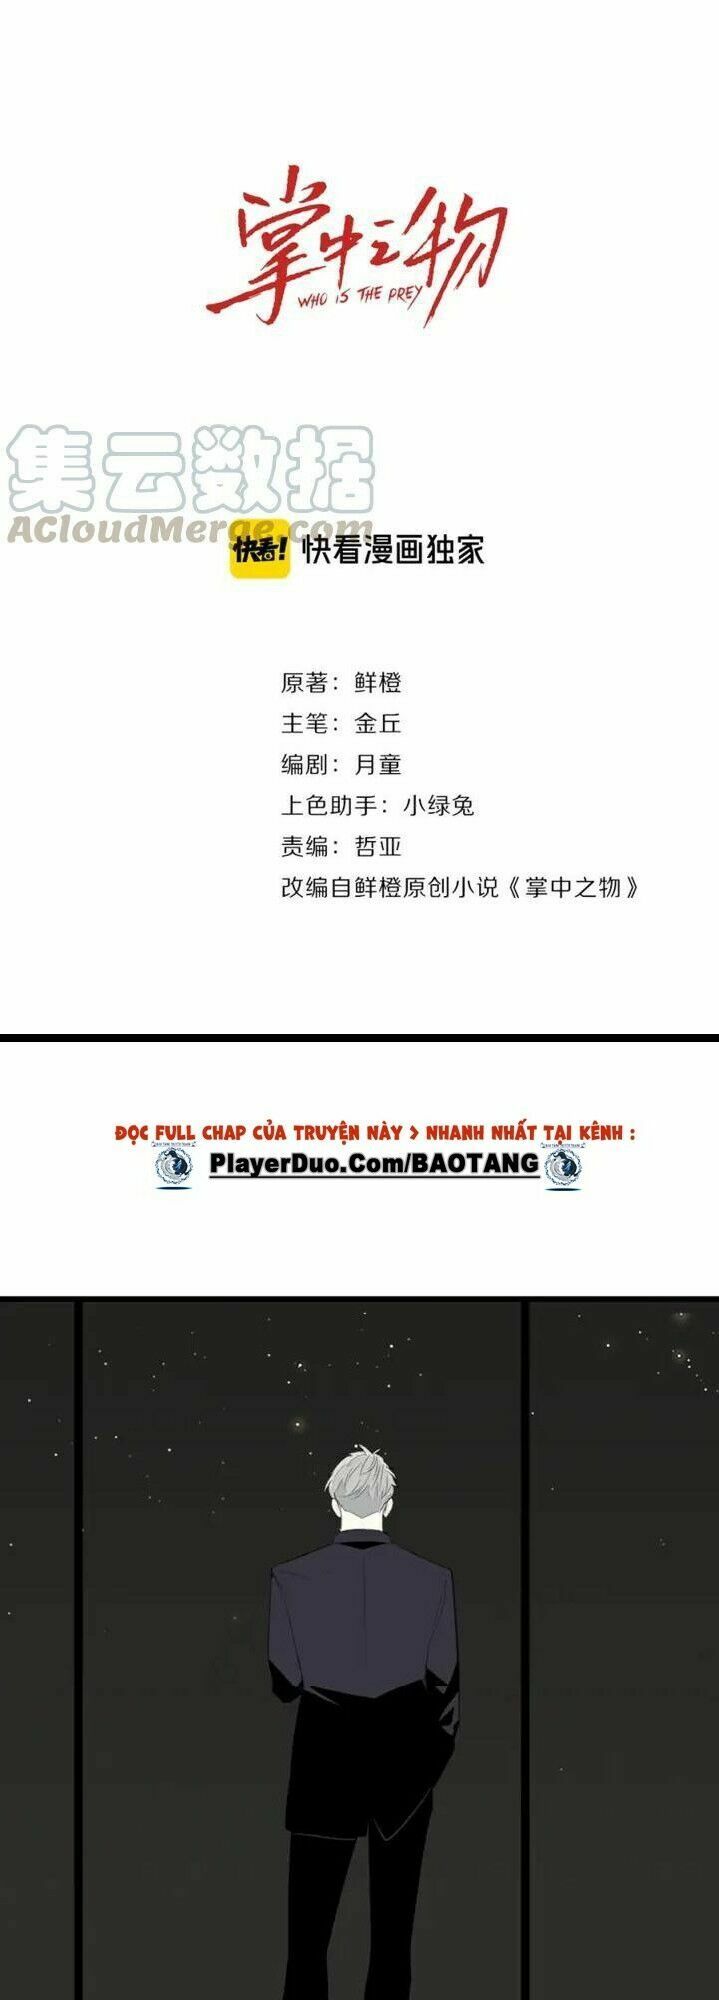 掌中之物
WHO IS THE PREY
集云数据
ACloudMerge.com
快看! 快看漫画独家
原著：鲜橙
主笔：金丘
编剧：月童
上色助手：小绿兔
责编：哲亚
改编自鲜橙原创小说《掌中之物》
ĐỌC FULL CHAP CỦA TRUYỆN NÀY > NHANH NHẤT TẠI KÊNH :
PlayerDuo.Com/BAOTANG